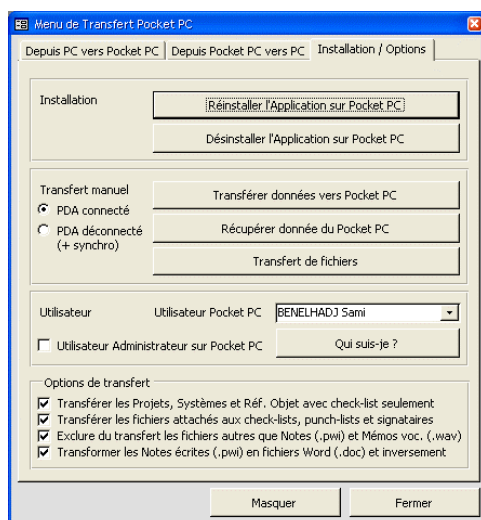 Menu de Transfert Pocket PC
Depuis PC vers Pocket PC Depuis Pocket PC vers PC Installation / Options
Installation
Réinstaller l'Application sur Pocket PC
Désinstaller l'Application sur Pocket PC
Transfert manuel
Transférer données vers Pocket PC
PDA connecté
PDA déconnecté
(+ synchro)
Récupérer donnée du Pocket PC
Transfert de fichiers
Utilisateur Utilisateur Pocket PC BENELHADJ Sami
Utilisateur Administrateur sur Pocket PC Qui suis-je ?
Options de transfert
Transférer les Projets, Systèmes et Réf. Objet avec check-list seulement
Transférer les fichiers attachés aux check-lists, punch-lists et signataires
Exclure du transfert les fichiers autres que Notes (.pwi) et Mémos voc. (.wav)
Transformer les Notes écrites (.pwi) en fichiers Word (.doc) et inversement
Masquer Fermer